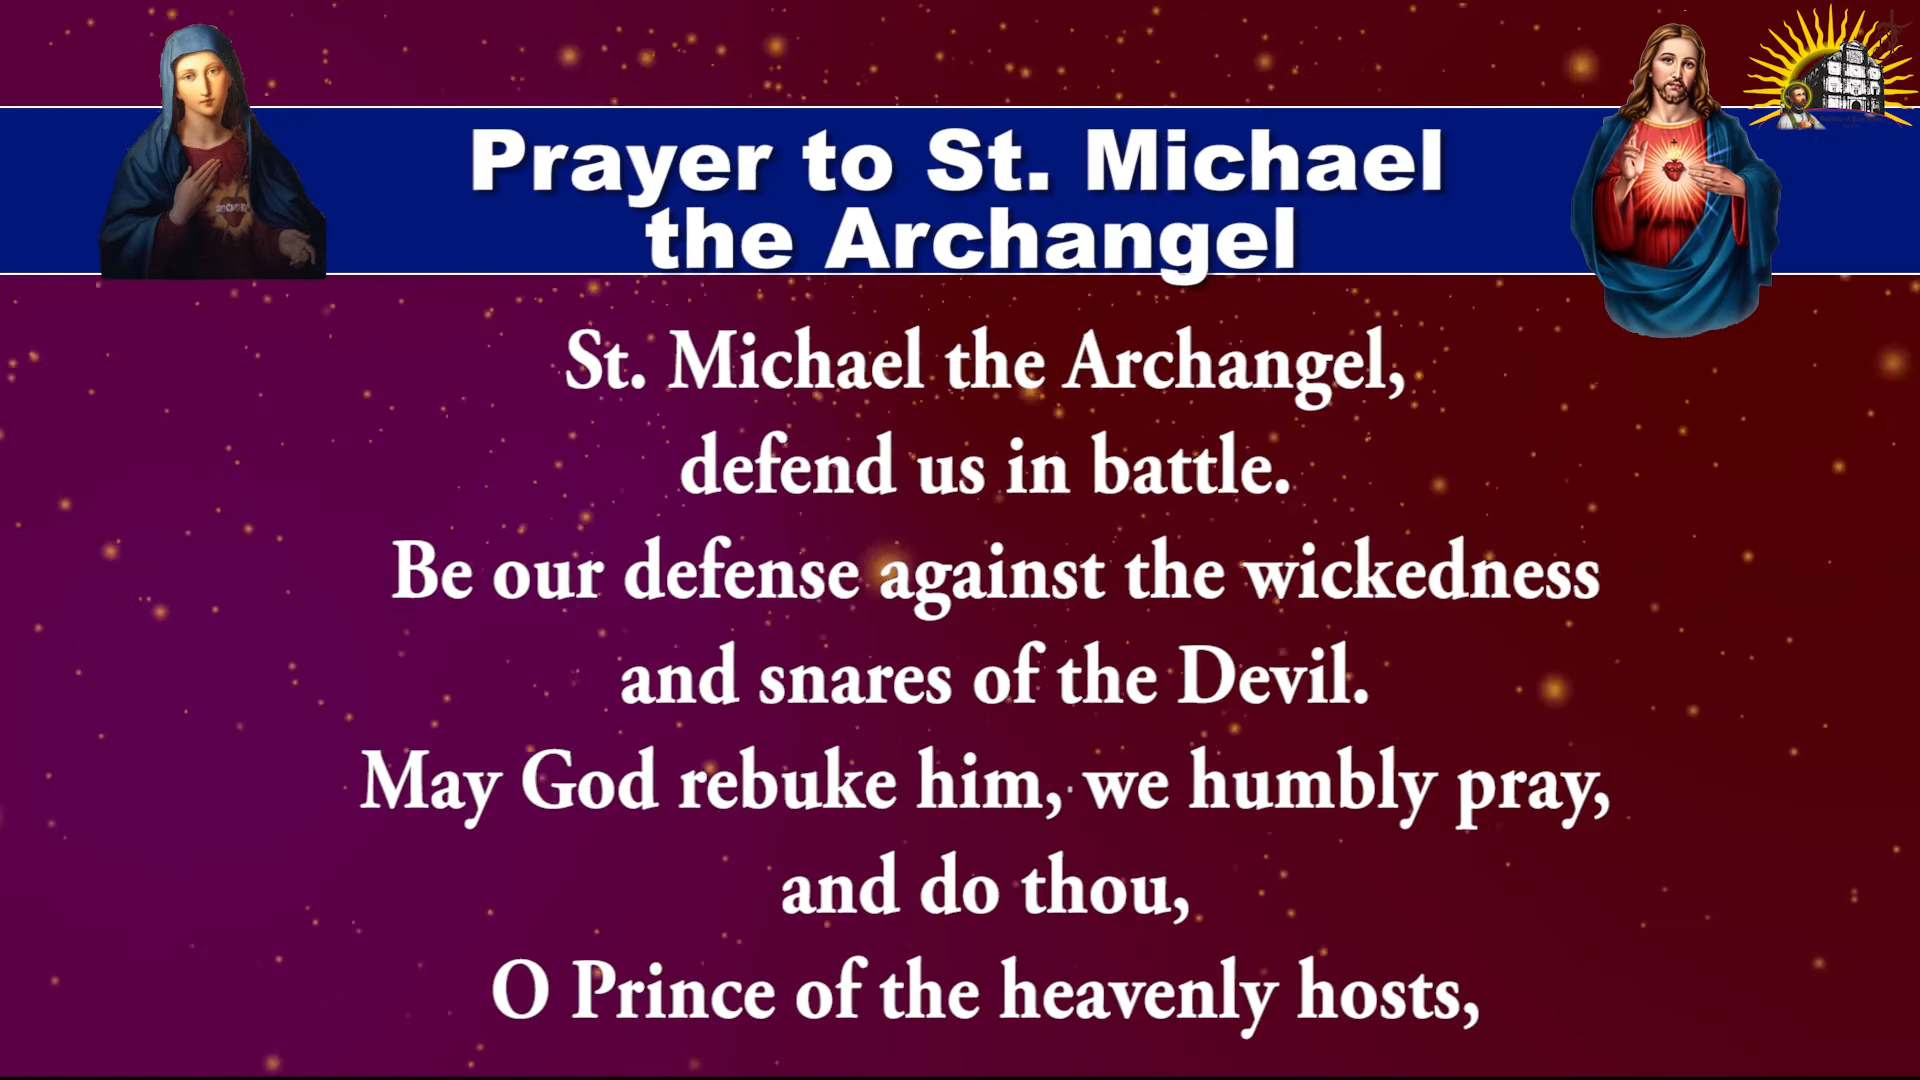 Prayer to St. Michael
the Archangel
St. Michael the Archangel,
defend us in battle.
Be our defense against the wickedness
and snares of the Devil.
May God rebuke him, we humbly pray,
and do thou,
O Prince of the heavenly hosts,